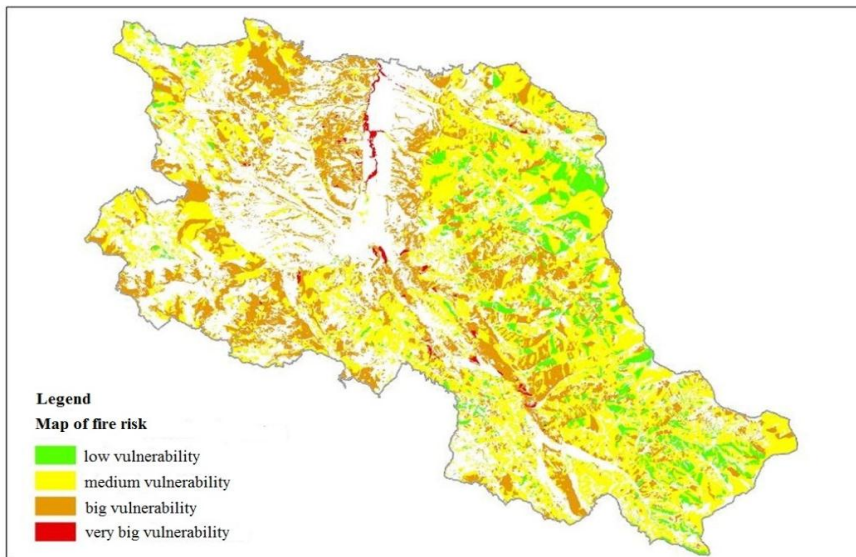 Legend
Map of fire risk
low vulnerability
medium vulnerability
big vulnerability
very big vulnerability